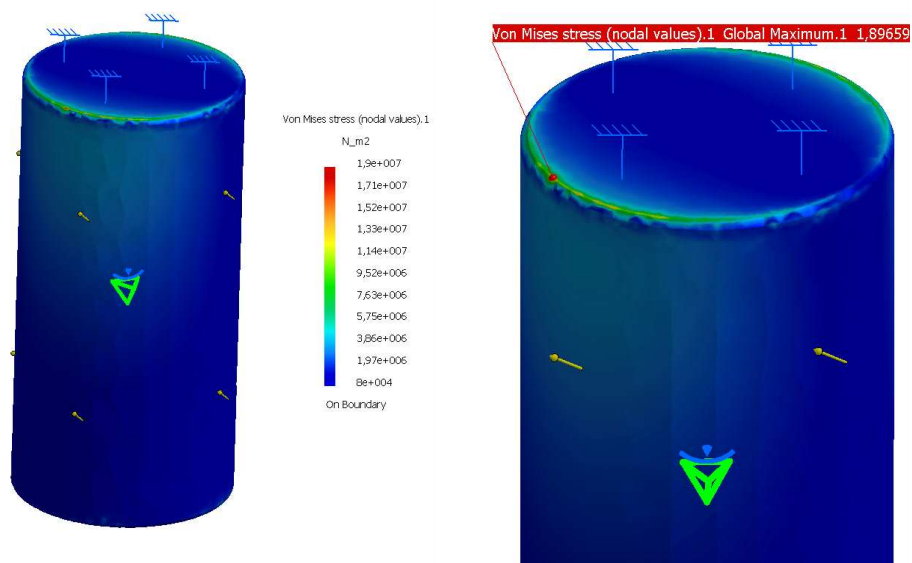 Von Mises stress (nodal values).1 Global Maximum.1 1,89659
Von Mises stress (nodal values).1
N_m2
1,9e+007
1,71e+007
1,52e+007
1,33e+007
1,14e+007
9,52e+006
7,63e+006
5,75e+006
3,86e+006
1,97e+006
8e+004
On Boundary